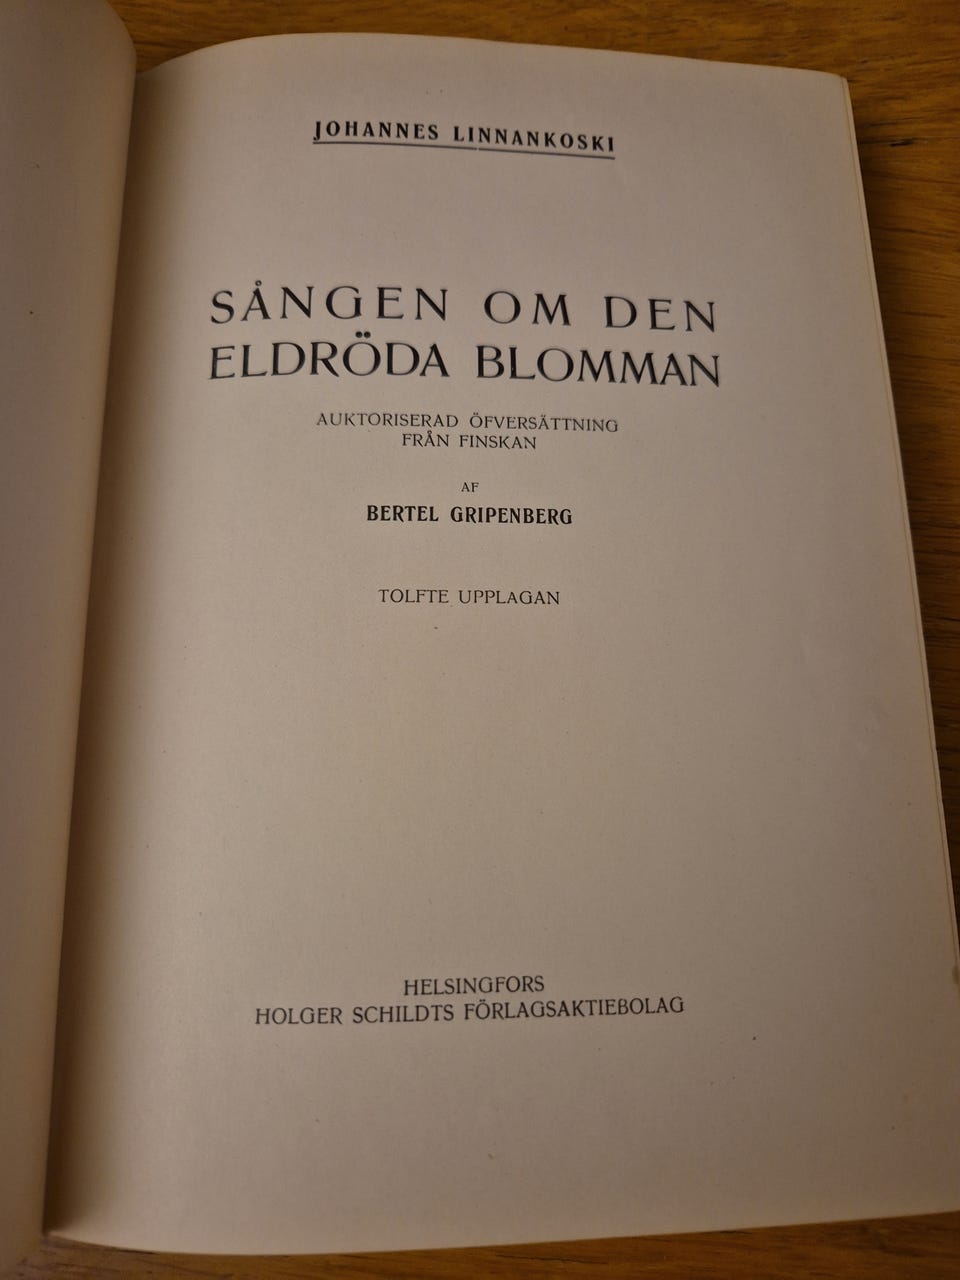 JOHANNES LINNANKOSKI
SÅNGEN OM DEN
ELDRÖDA BLOMMAN
AUKTORISERAD ÖFVERSÄTTNING
FRÅN FINSKAN
AF
BERTEL GRIPENBERG
TOLFTE UPPLAGAN
HELSINGFORS
HOLGER SCHILDTS FÖRLAGSAKTIEBOLAG